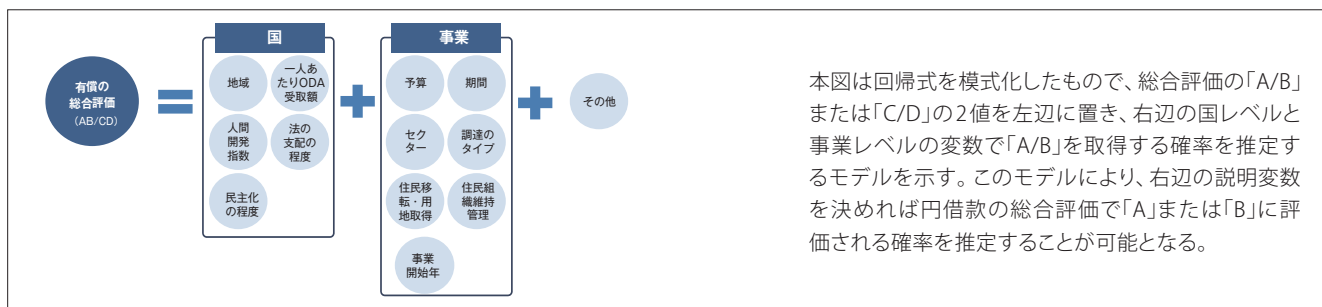 有償の
総合評価
（AB/CD）
国
地域
一人あ
たりODA
受取額
人間
開発
指数
法の
支配の
程度
民主化
の程度
事業
予算
期間
セク
ター
調達の
タイプ
住民移
転・用
地取得
住民組
織維持
管理
事業
開始年
その他
本図は回帰式を模式化したもので、総合評価の「A/B」
または「C/D」の2値を左辺に置き、右辺の国レベルと
事業レベルの変数で「A/B」を取得する確率を推定す
るモデルを示す。このモデルにより、右辺の説明変数
を決めれば円借款の総合評価で「A」または「B」に評
価される確率を推定することが可能となる。